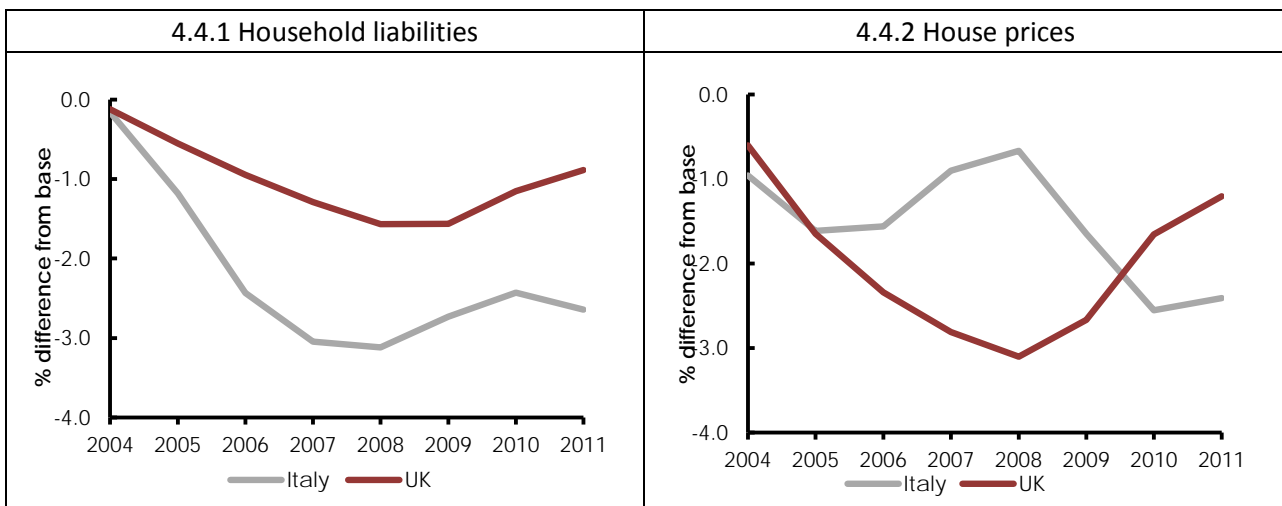 4.4.1 Household liabilities
% difference from base
0.0
-1.0
-2.0
-3.0
-4.0
2004 2005 2006 2007 2008 2009 2010 2011
Italy UK
4.4.2 House prices
% difference from base
0.0
-1.0
-2.0
-3.0
-4.0
2004 2005 2006 2007 2008 2009 2010 2011
Italy UK